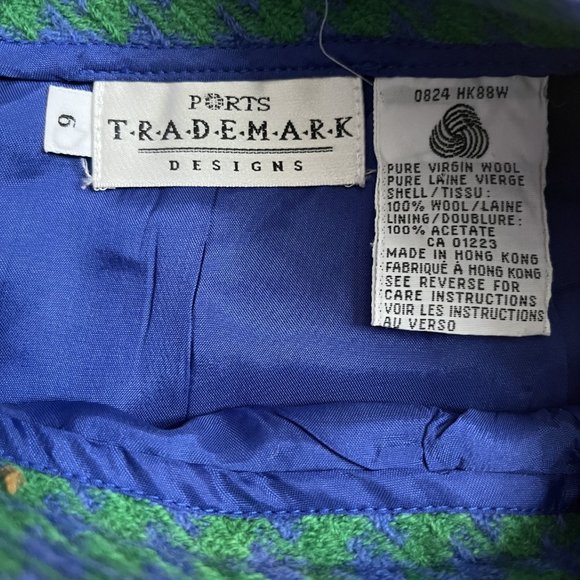 6
PORTS
T·R·A·D·E·M·A·R·K
DESIGNS
0824 HK88W
PURE VIRGIN WOOL
PURE LAINE VIERGE
SHELL/TISSU:
100% WOOL/LAINE
LINING/DOUBLURE:
100% ACETATE
CA 01223
MADE IN HONG KONG
FABRIQUÉ À HONG KONG
SEE REVERSE FOR
CARE INSTRUCTIONS
VOIR LES INSTRUCTIONS
AU VERSO